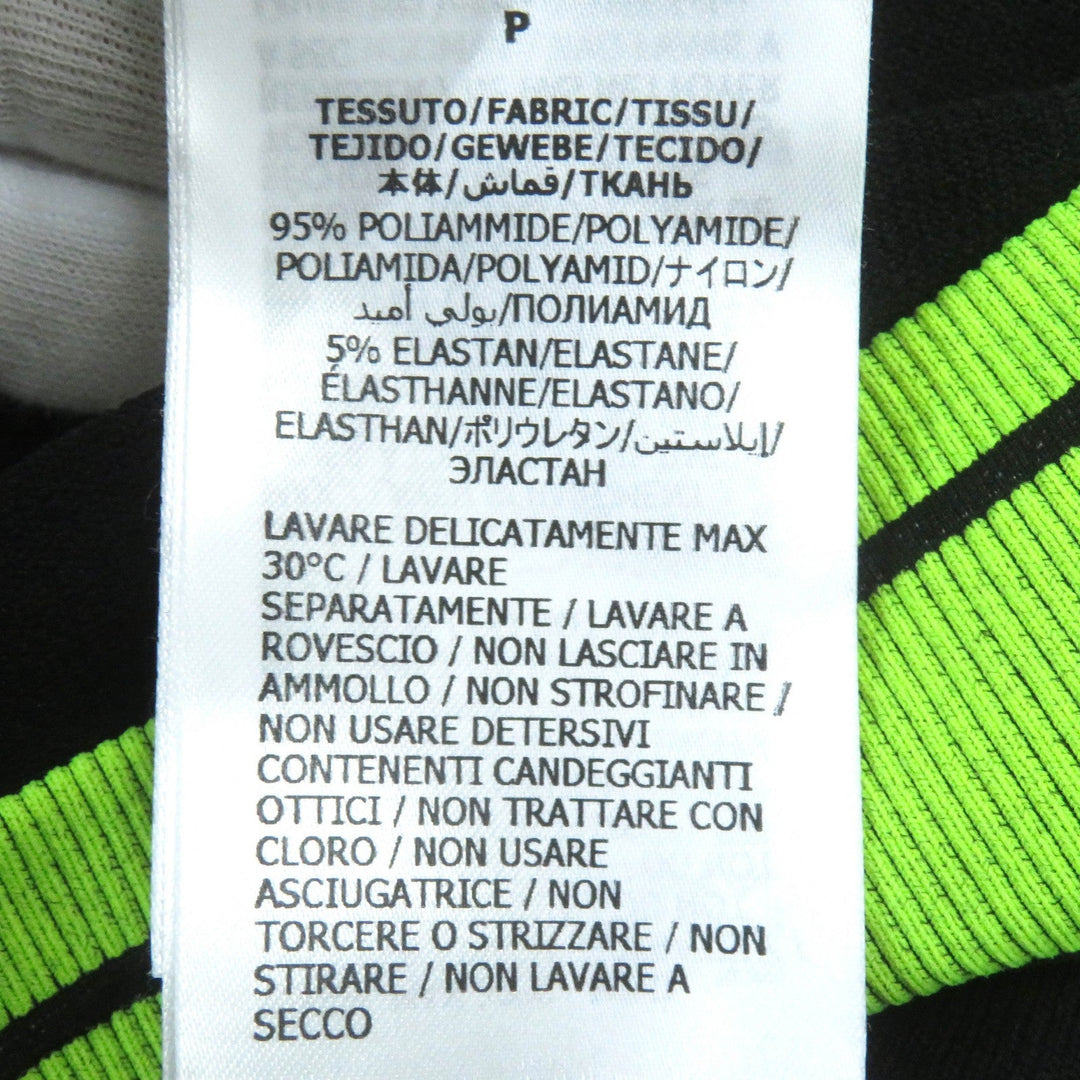 P
TESSUTO/FABRIC/TISSU/
TEJIDO/GEWEBE/TECIDO/
本体/قماش/ТКАНЬ
95% POLIAMMIDE/POLYAMIDE/
POLIAMIDA/POLYAMID/ナイロン/
بولي أميد/ПОЛИАМИД
5% ELASTAN/ELASTANE/
ÉLASTHANNE/ELASTANO/
ELASTHAN/ポリウレタン/إيلاستين/
ЭЛАСТАН
LAVARE DELICATAMENTE MAX
30°C / LAVARE
SEPARATAMENTE / LAVARE A
ROVESCIO / NON LASCIARE IN
AMMOLLO / NON STROFINARE /
NON USARE DETERSIVI
CONTENENTI CANDEGGIANTI
OTTICI / NON TRATTARE CON
CLORO / NON USARE
ASCIUGATRICE / NON
TORCERE O STRIZZARE / NON
STIRARE / NON LAVARE A
SECCO